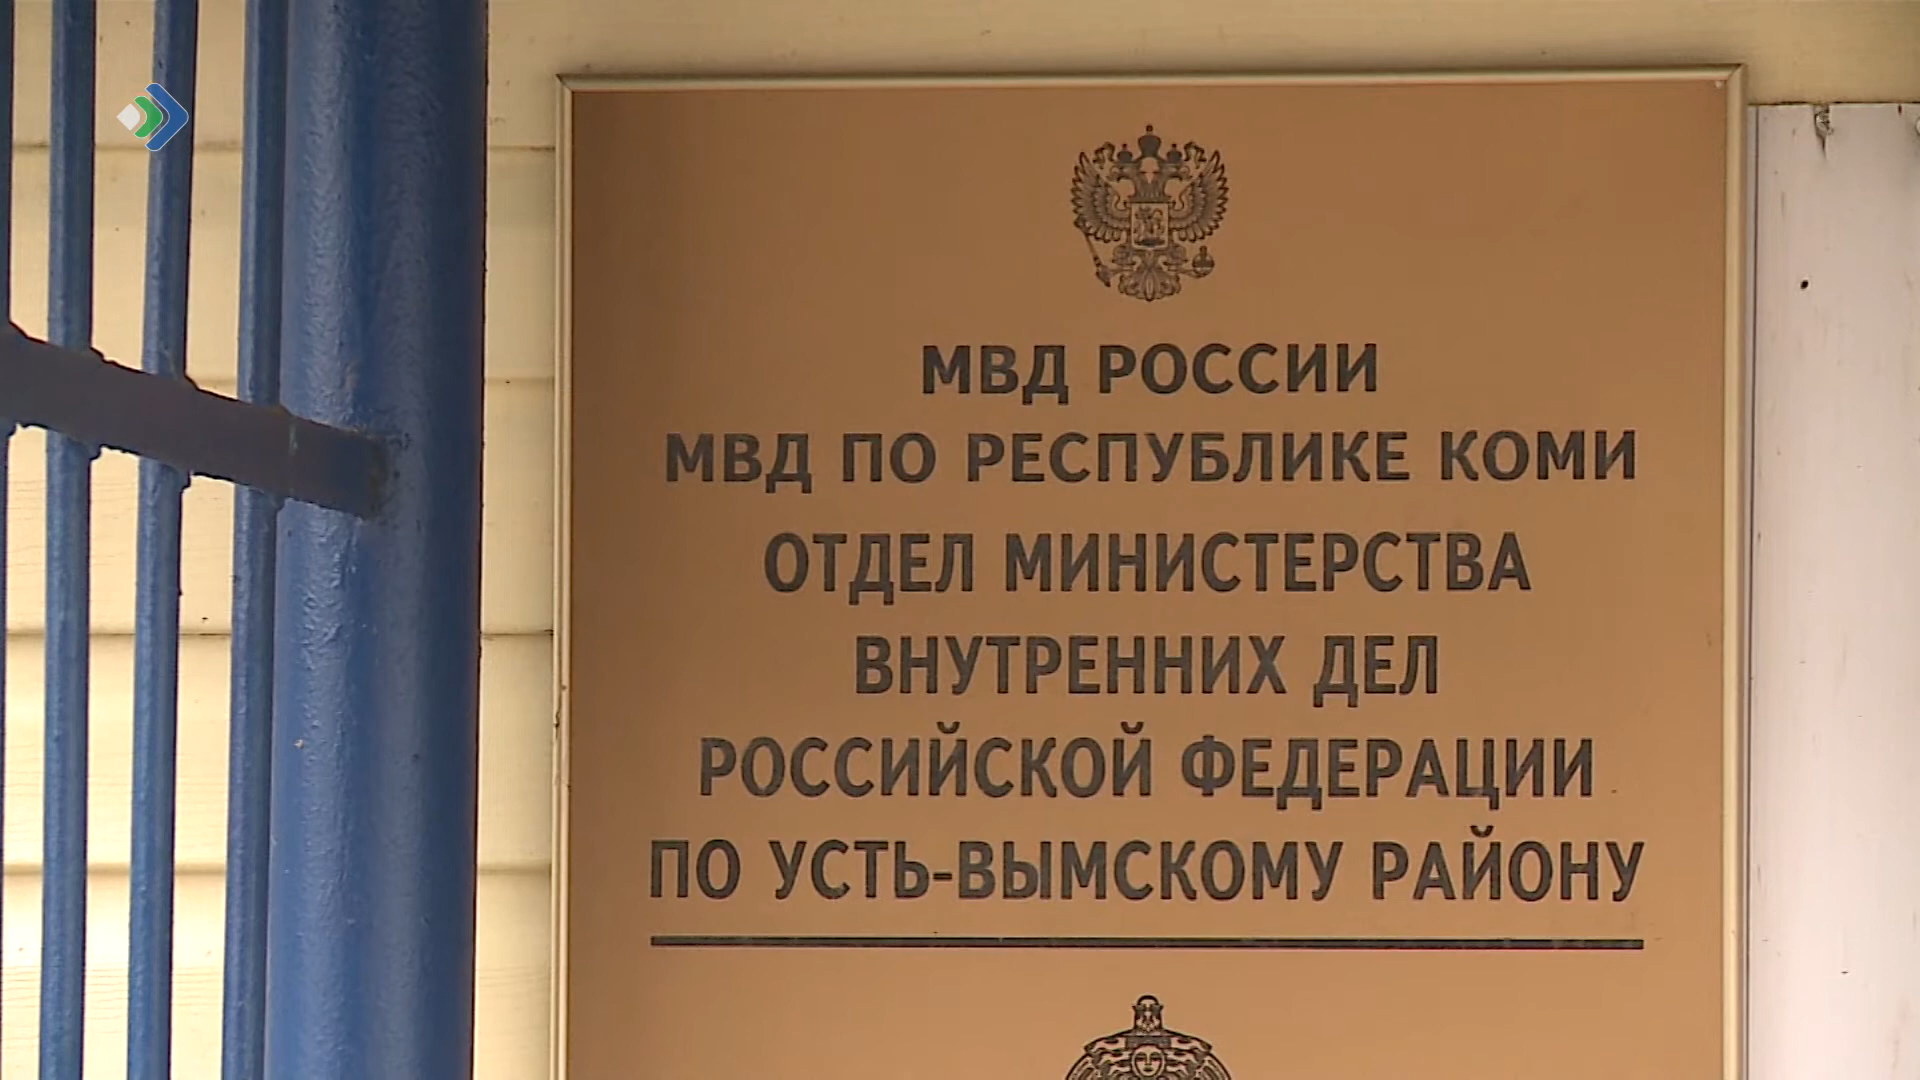 МВД РОССИИ
МВД ПО РЕСПУБЛИКЕ КОМИ
ОТДЕЛ МИНИСТЕРСТВА
ВНУТРЕННИХ ДЕЛ
РОССИЙСКОЙ ФЕДЕРАЦИИ
ПО УСТЬ-ВЫМСКОМУ РАЙОНУ